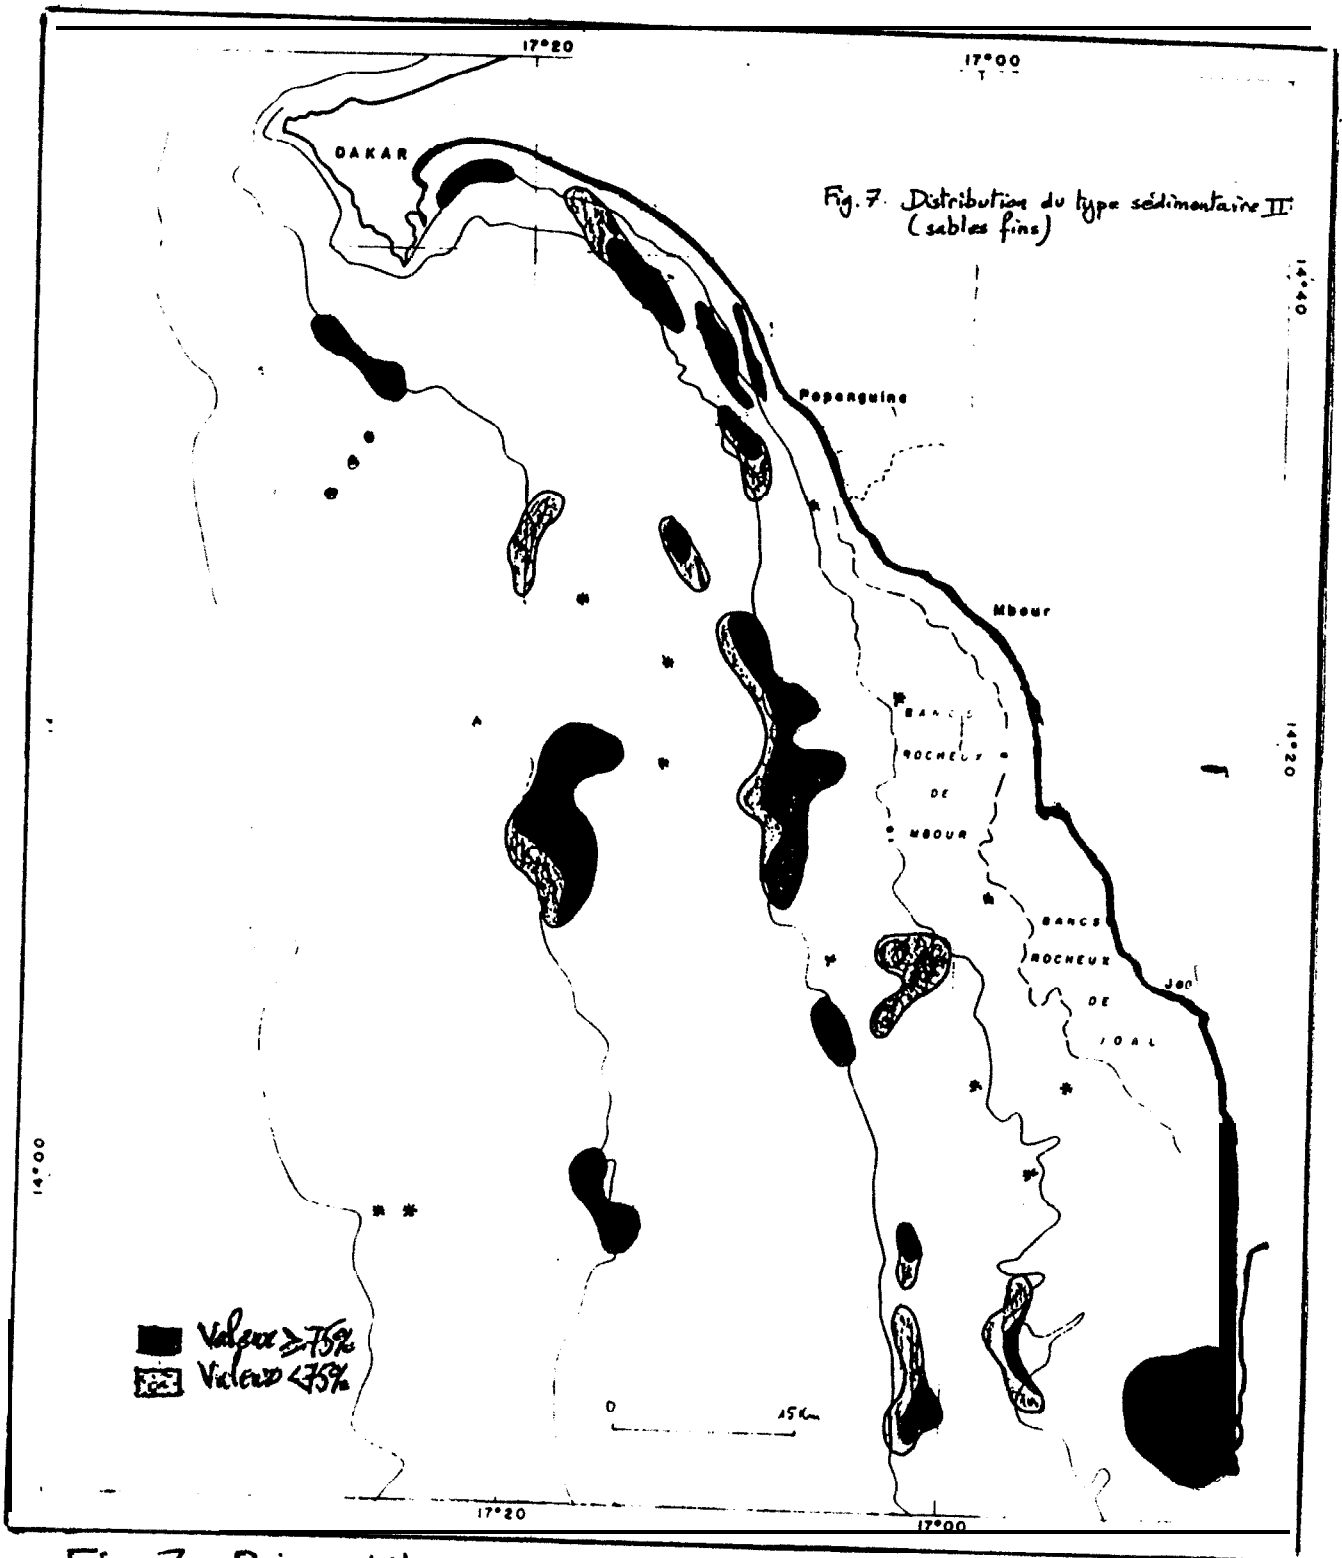 17°20
17°00
DAKAR
Fig. 7. Distribution du type sédimentaire II
(sables fins)
14°40
Popenguine
Mbour
BANCS
ROCHEUX
DE
MBOUR
14°20
BANCS
ROCHEUX
DE
JOAL
14°00
Valeur ≥ 75%
Valeur < 75%
0 15 Km
17°20
17°00
Fig. 7